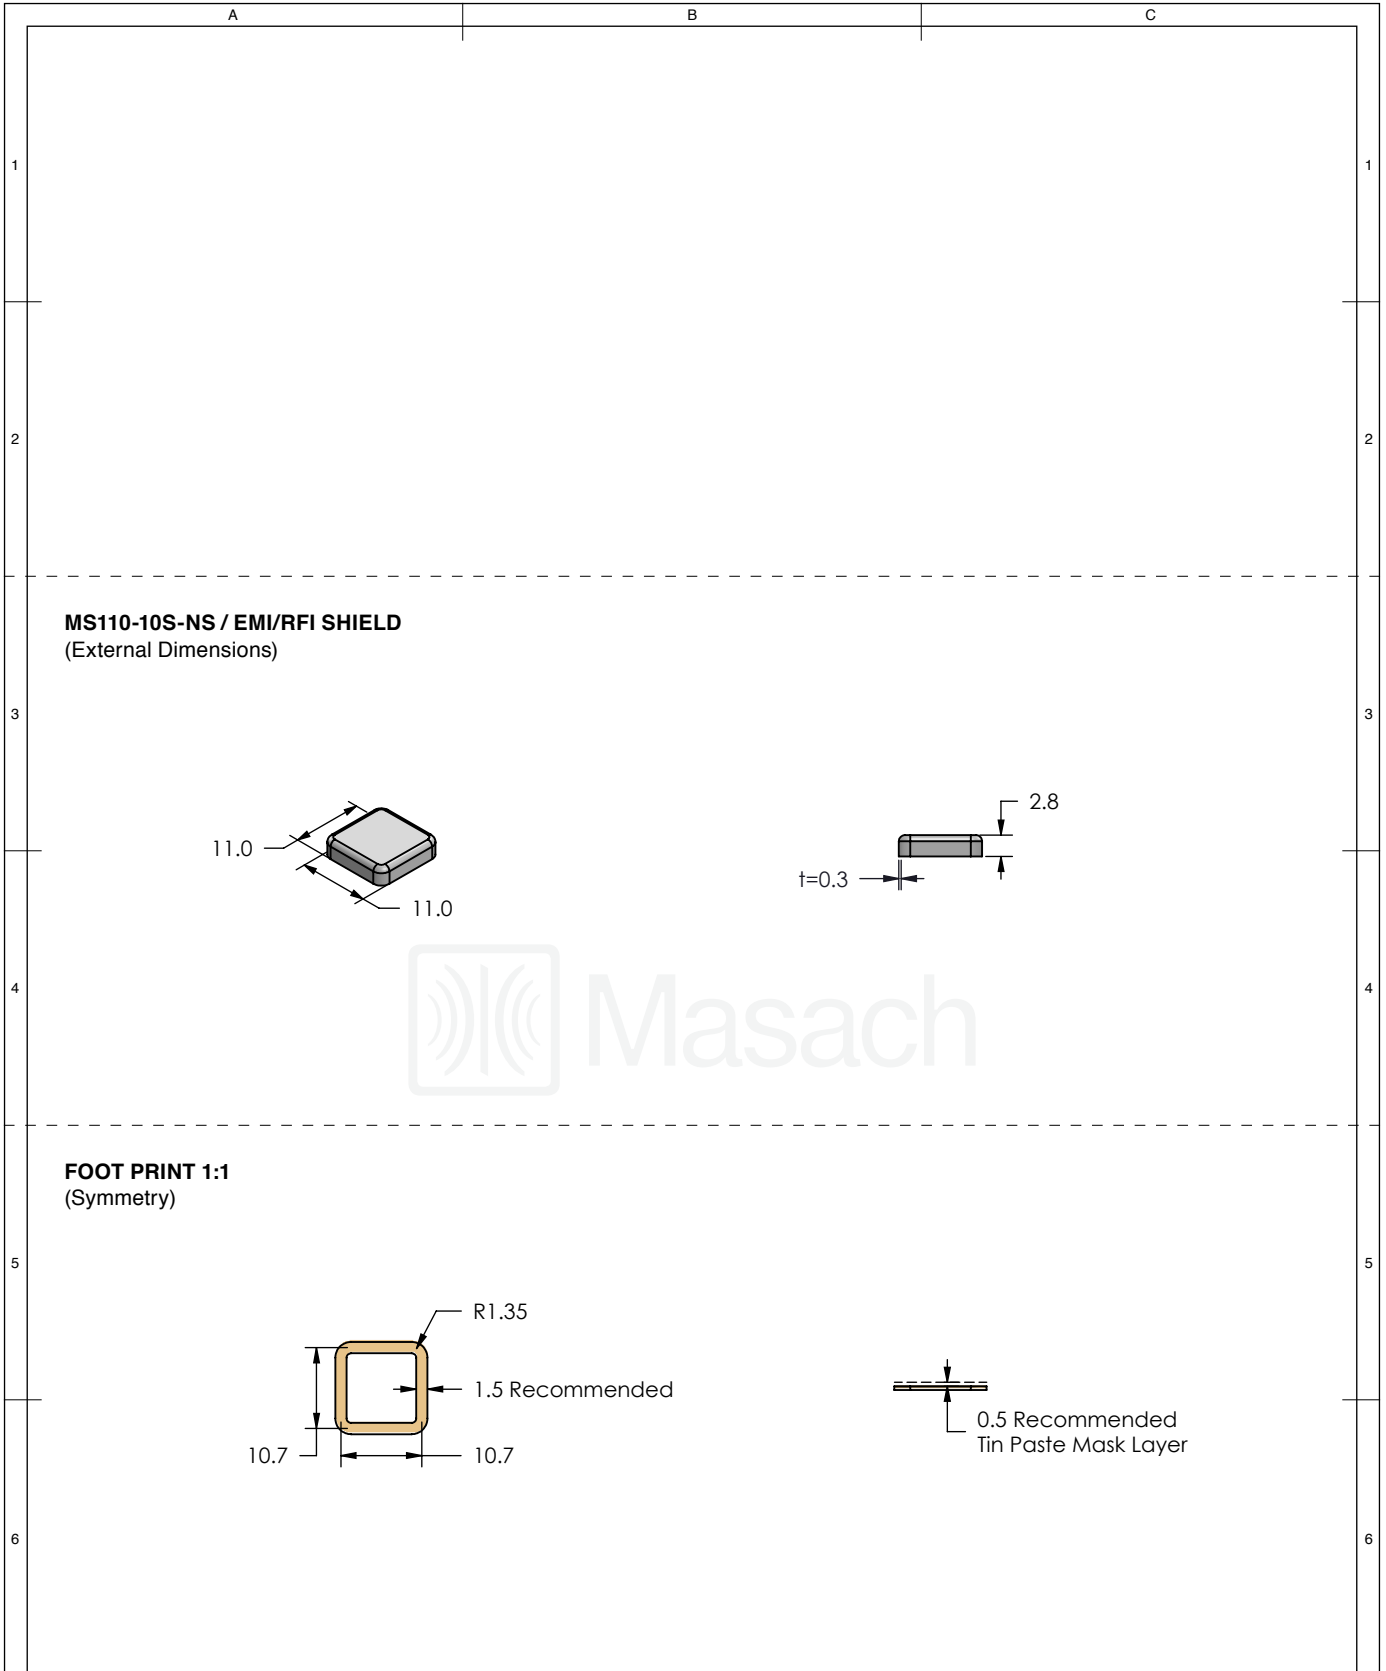 A
B
C
1
1
2
2
MS110-10S-NS / EMI/RFI SHIELD
(External Dimensions)
3
3
2.8
11.0
t=0.3
11.0
Masach
4
4
FOOT PRINT 1:1
(Symmetry)
5
5
R1.35
1.5 Recommended
0.5 Recommended
Tin Paste Mask Layer
10.7
10.7
6
6